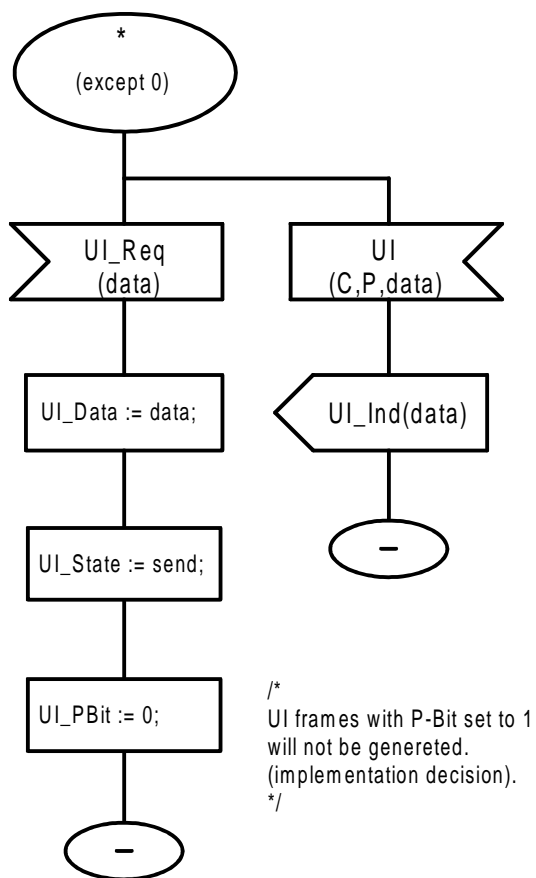 *
(except 0)
UI_Req
(data)
UI
(C,P,data)
UI_Data := data;
UI_Ind(data)
UI_State := send;
–
UI_PBit := 0;
/*
UI frames with P-Bit set to 1
will not be genereted.
(implementation decision).
*/
–